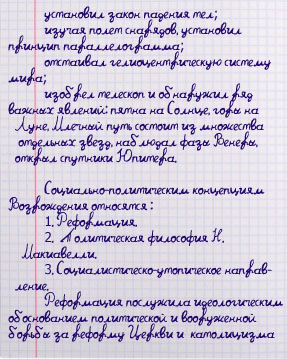 установил закон падения тел;
изучая полет снарядов, установил
принцип параллелограмма;
отстаивал гелиоцентрическую систему
мира;
изобрел телескоп и обнаружил ряд
важных явлений: пятна на Солнце, горы на
Луне. Млечный путь состоит из множества
отдельных звезд, наблюдал фазы Венеры,
открыл спутники Юпитера.
Социально-политическим концепциям
Возрождения относятся:
1. Реформация.
2. Политическая философия Н.
Макиавелли.
3. Социалистическо-утопическое направ-
ление.
Реформация послужила идеологическим
обоснованием политической и вооруженной
борьбы за реформу Церкви и католицизма